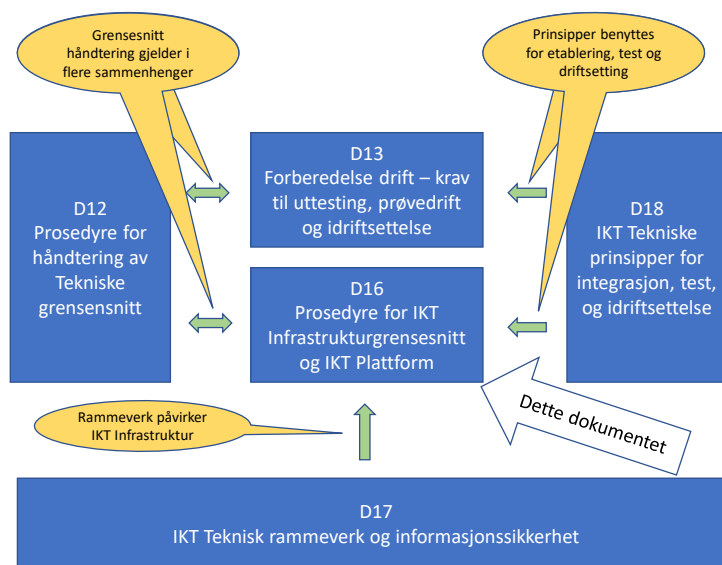 Grensesnitt
håndtering gjelder i
flere sammenhenger
Prinsipper benyttes
for etablering, test og
driftsetting
D13
Forberedelse drift – krav
til uttesting, prøvedrift
og idriftsettelse
D12
Prosedyre for
håndtering av
Tekniske
grensensnitt
D18
IKT Tekniske
prinsipper for
integrasjon, test,
og idriftsettelse
D16
Prosedyre for IKT
Infrastrukturgrensesnitt
og IKT Plattform
Rammeverk påvirker
IKT Infrastruktur
Dette dokumentet
D17
IKT Teknisk rammeverk og informasjonssikkerhet